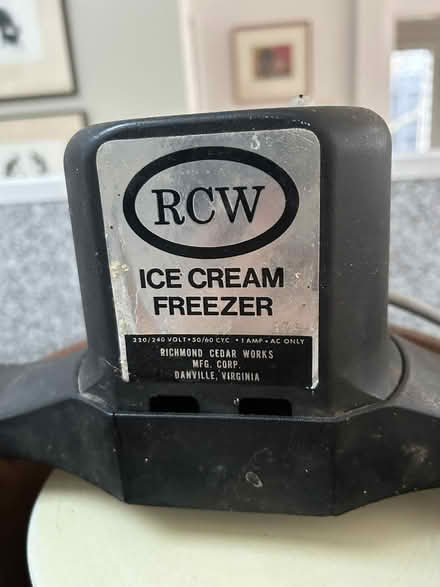 RCW
ICE CREAM
FREEZER
220/240 VOLT • 50/60 CYC • 1 AMP • AC ONLY
RICHMOND CEDAR WORKS
MFG. CORP.
DANVILLE, VIRGINIA